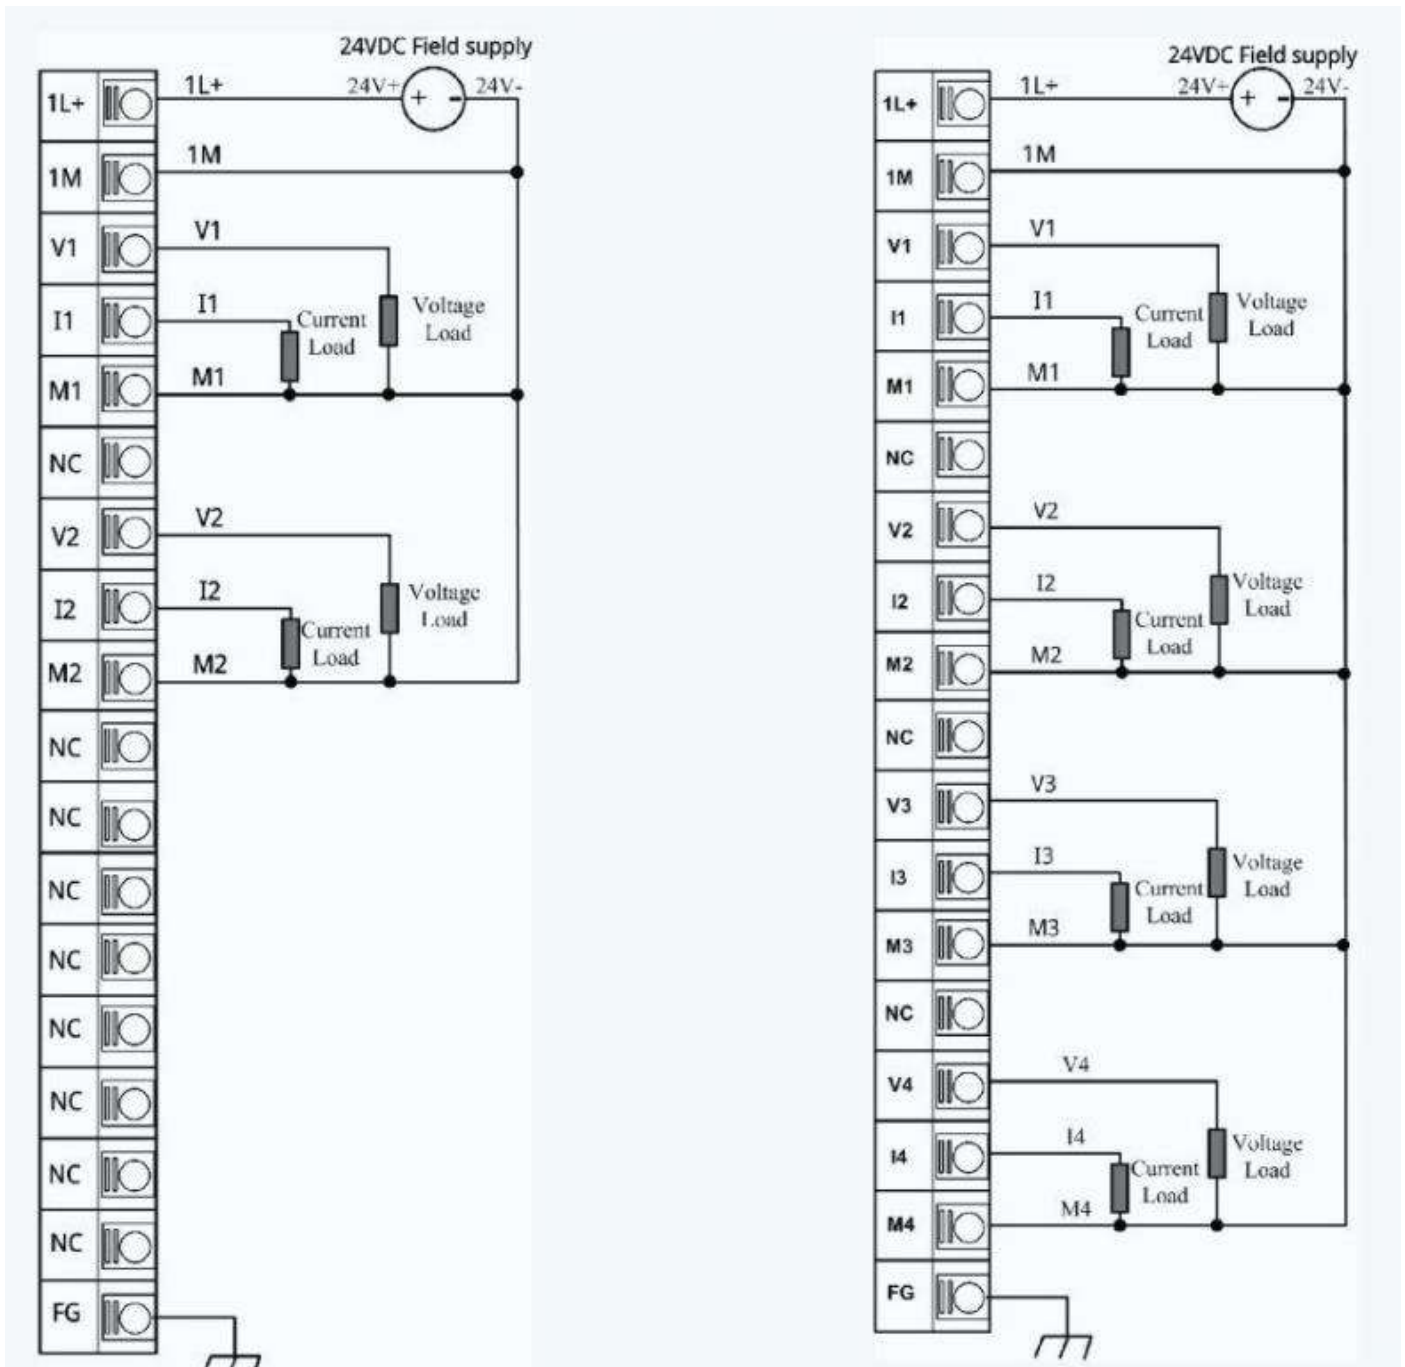 24VDC Field supply
1L+
1L+
24V+
+
-
24V-
1M
1M
V1
V1
I1
I1
Current
Load
Voltage
Load
M1
M1
NC
V2
V2
I2
I2
Current
Load
Voltage
Load
M2
M2
NC
NC
NC
NC
NC
NC
NC
NC
FG
24VDC Field supply
1L+
1L+
24V+
+
-
24V-
1M
1M
V1
V1
I1
I1
Current
Load
Voltage
Load
M1
M1
NC
V2
V2
I2
I2
Current
Load
Voltage
Load
M2
M2
NC
V3
V3
I3
I3
Current
Load
Voltage
Load
M3
M3
NC
V4
V4
I4
I4
Current
Load
Voltage
Load
M4
M4
FG